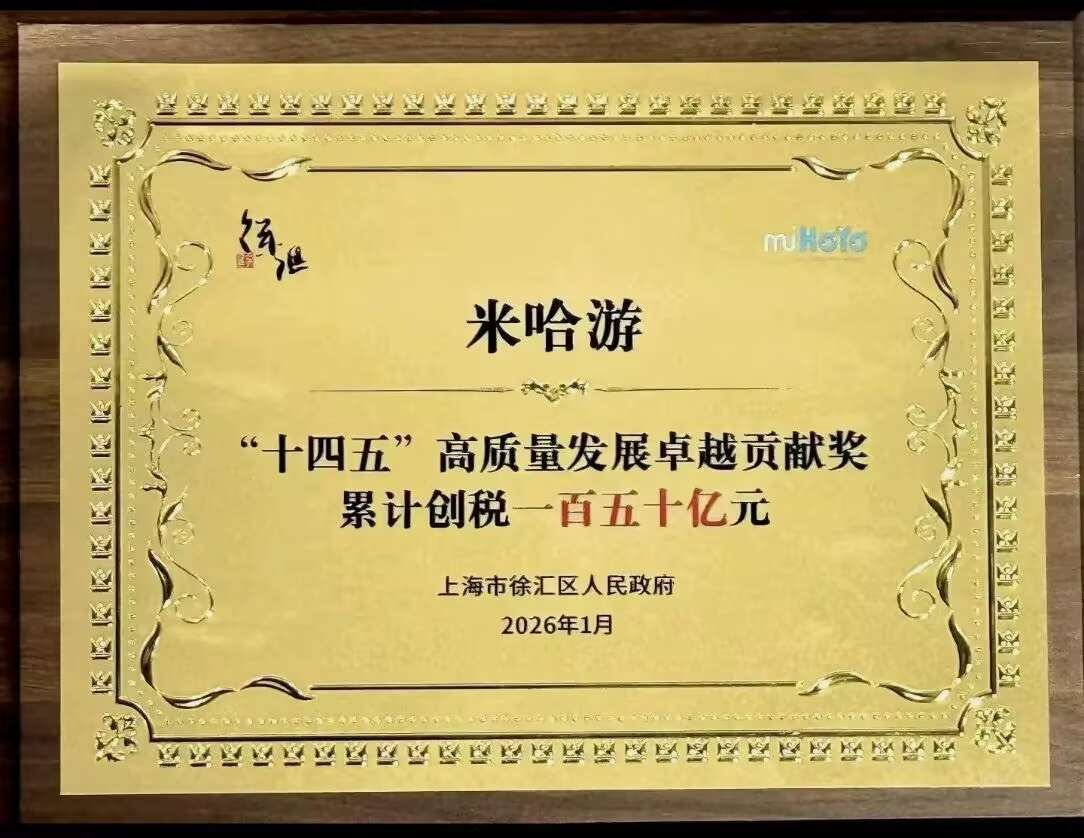 徐汇
miHoYo
米哈游
“十四五”高质量发展卓越贡献奖
累计创税一百五十亿元
上海市徐汇区人民政府
2026年1月